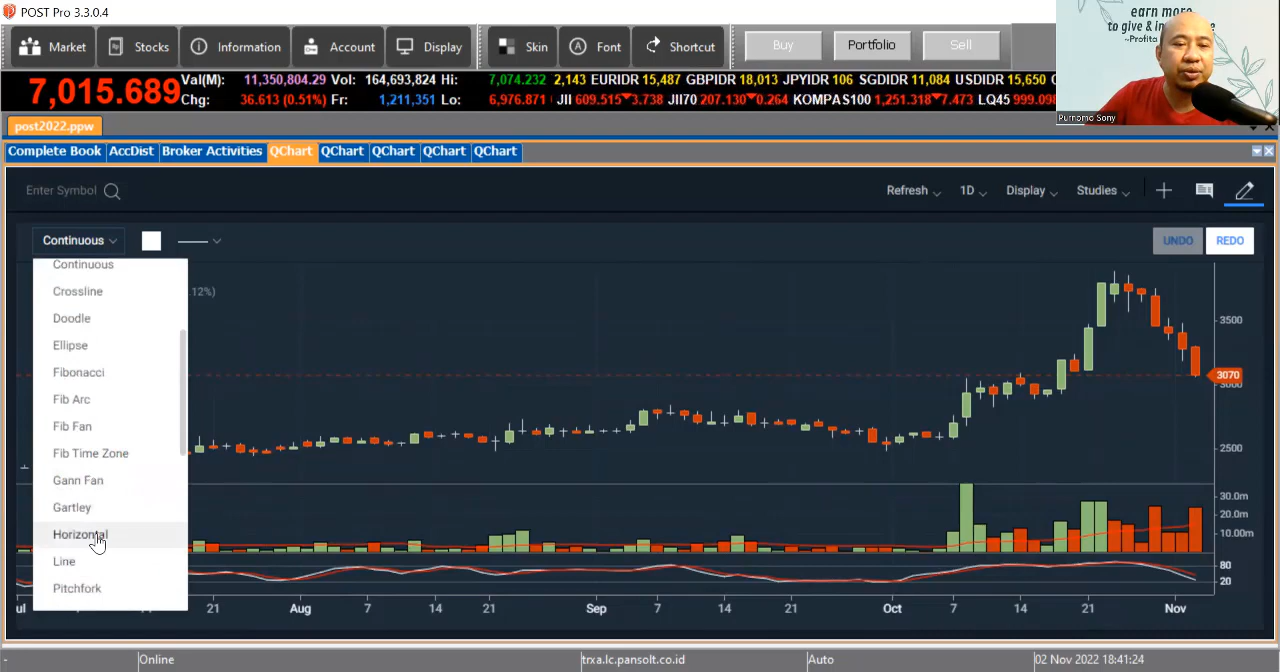 POST Pro 3.3.0.4
earn more
Market Stocks Information Account Display Skin Font Shortcut Buy Portfolio Sell
~Profita
7,015.689 Val(M): 11,350,804.29 Vol: 164,693,824 Hi: 7,074.232 2,143 EURIDR 15,487 GBPIDR 18,013 JPYIDR 106 SGDIDR 11,084 USDIDR 15,650
Chg: 36.613 (0.51%) Fr: 1,211,351 Lo: 6,976.871 JII 609.515 3.738 JII70 207.130 0.264 KOMPAS100 1,251.318 7.473 LQ45 999.098
Purnomo Sony
post2022.ppw
Complete Book AccDist Broker Activities QChart QChart QChart QChart QChart
Enter Symbol Refresh 1D Display Studies
Continuous UNDO REDO
Continuous
Crossline .12%)
Doodle
Ellipse
Fibonacci
Fib Arc
Fib Fan
Fib Time Zone
Gann Fan
Gartley
Horizontal
Line
Pitchfork
3500
3070
3000
2500
30.0m
20.0m
10.00m
80
20
21 Aug 7 14 21 Sep 7 14 21 Oct 7 14 21 Nov
- Online trxa.lc.pansolt.co.id Auto 02 Nov 2022 18:41:24